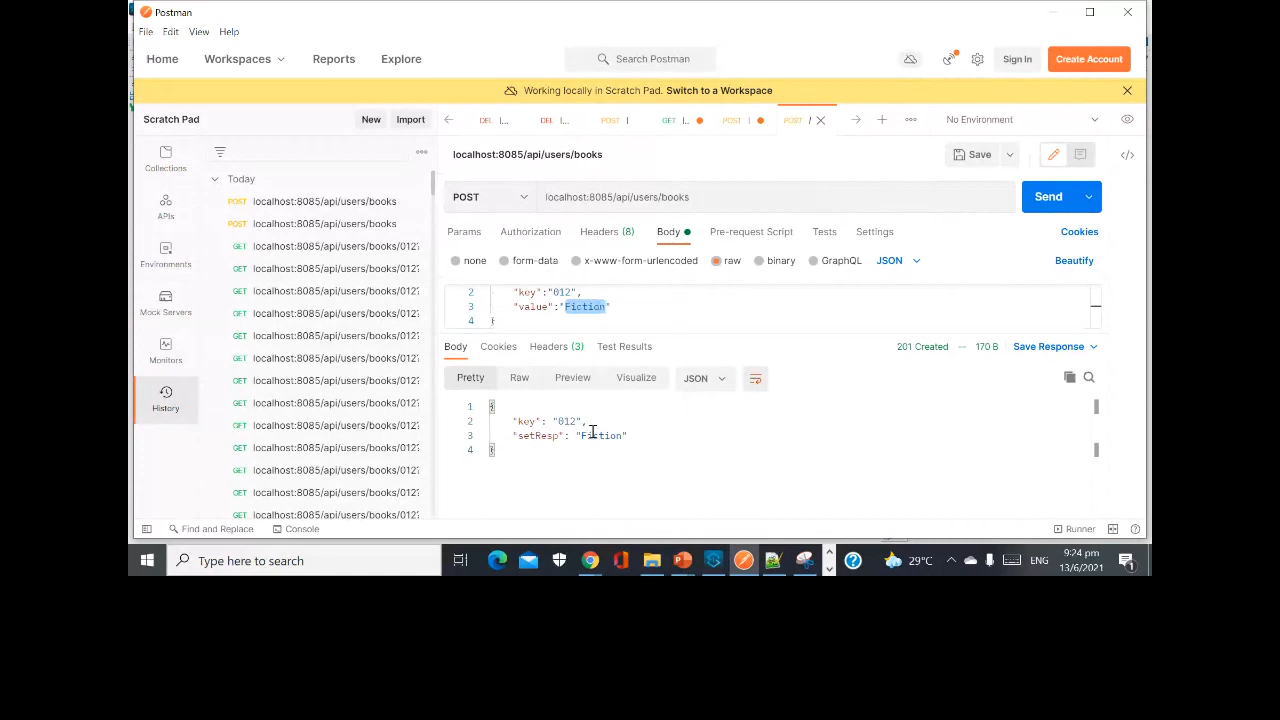 Postman
File Edit View Help
Home Workspaces Reports Explore Search Postman Sign In Create Account
Working locally in Scratch Pad. Switch to a Workspace
Scratch Pad New Import DEL l... DEL l... POST l GET l.. POST l POST l No Environment
localhost:8085/api/users/books Save
Collections
APIs
Environments
Mock Servers
Monitors
History
Today
POST localhost:8085/api/users/books
POST localhost:8085/api/users/books
GET localhost:8085/api/users/books/012?
GET localhost:8085/api/users/books/012?
GET localhost:8085/api/users/books/012?
GET localhost:8085/api/users/books/012?
GET localhost:8085/api/users/books/012?
GET localhost:8085/api/users/books/012?
GET localhost:8085/api/users/books/012?
GET localhost:8085/api/users/books/012?
GET localhost:8085/api/users/books/012?
GET localhost:8085/api/users/books/012?
GET localhost:8085/api/users/books/012?
GET localhost:8085/api/users/books/012?
GET localhost:8085/api/users/books/012?
POST localhost:8085/api/users/books Send
Params Authorization Headers (8) Body Pre-request Script Tests Settings Cookies
none form-data x-www-form-urlencoded raw binary GraphQL JSON Beautify
2 "key":"012",
3 "value":"Fiction"
4 }
Body Cookies Headers (3) Test Results 201 Created 170 B Save Response
Pretty Raw Preview Visualize JSON
1 {
2 "key": "012",
3 "setResp": "Fiction"
4 }
Find and Replace Console Runner
Type here to search 29°C ENG 9:24 pm
13/6/2021
1